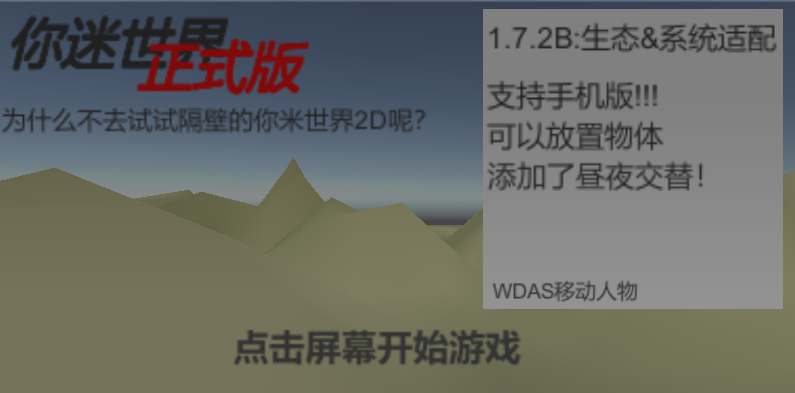 你迷世界
正式版
为什么不去试试隔壁的你米世界2D呢?
1.7.2B:生态&系统适配
支持手机版!!!
可以放置物体
添加了昼夜交替!
WDAS移动人物
点击屏幕开始游戏